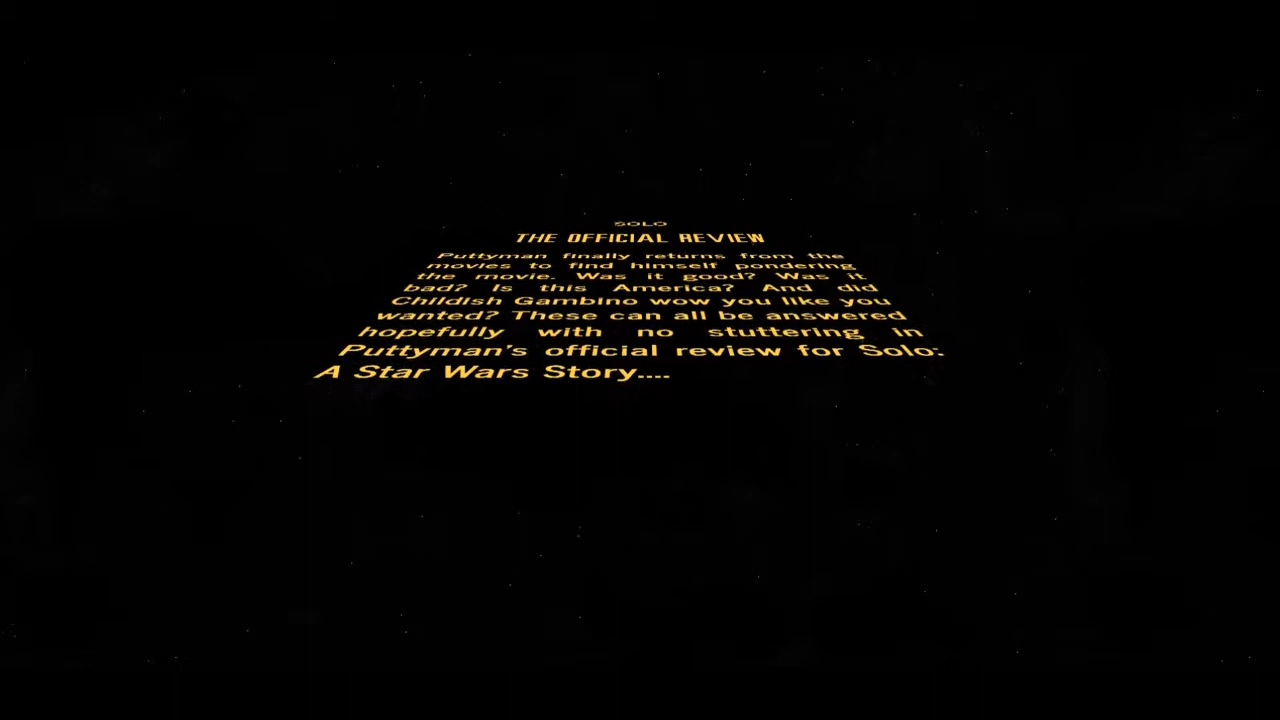 SOLO
THE OFFICIAL REVIEW
Puttyman finally returns from the
movies to find himself pondering
the movie. Was it good? Was it
bad? Is this America? And did
Childish Gambino wow you like you
wanted? These can all be answered
hopefully with no stuttering in
Puttyman's official review for Solo:
A Star Wars Story....